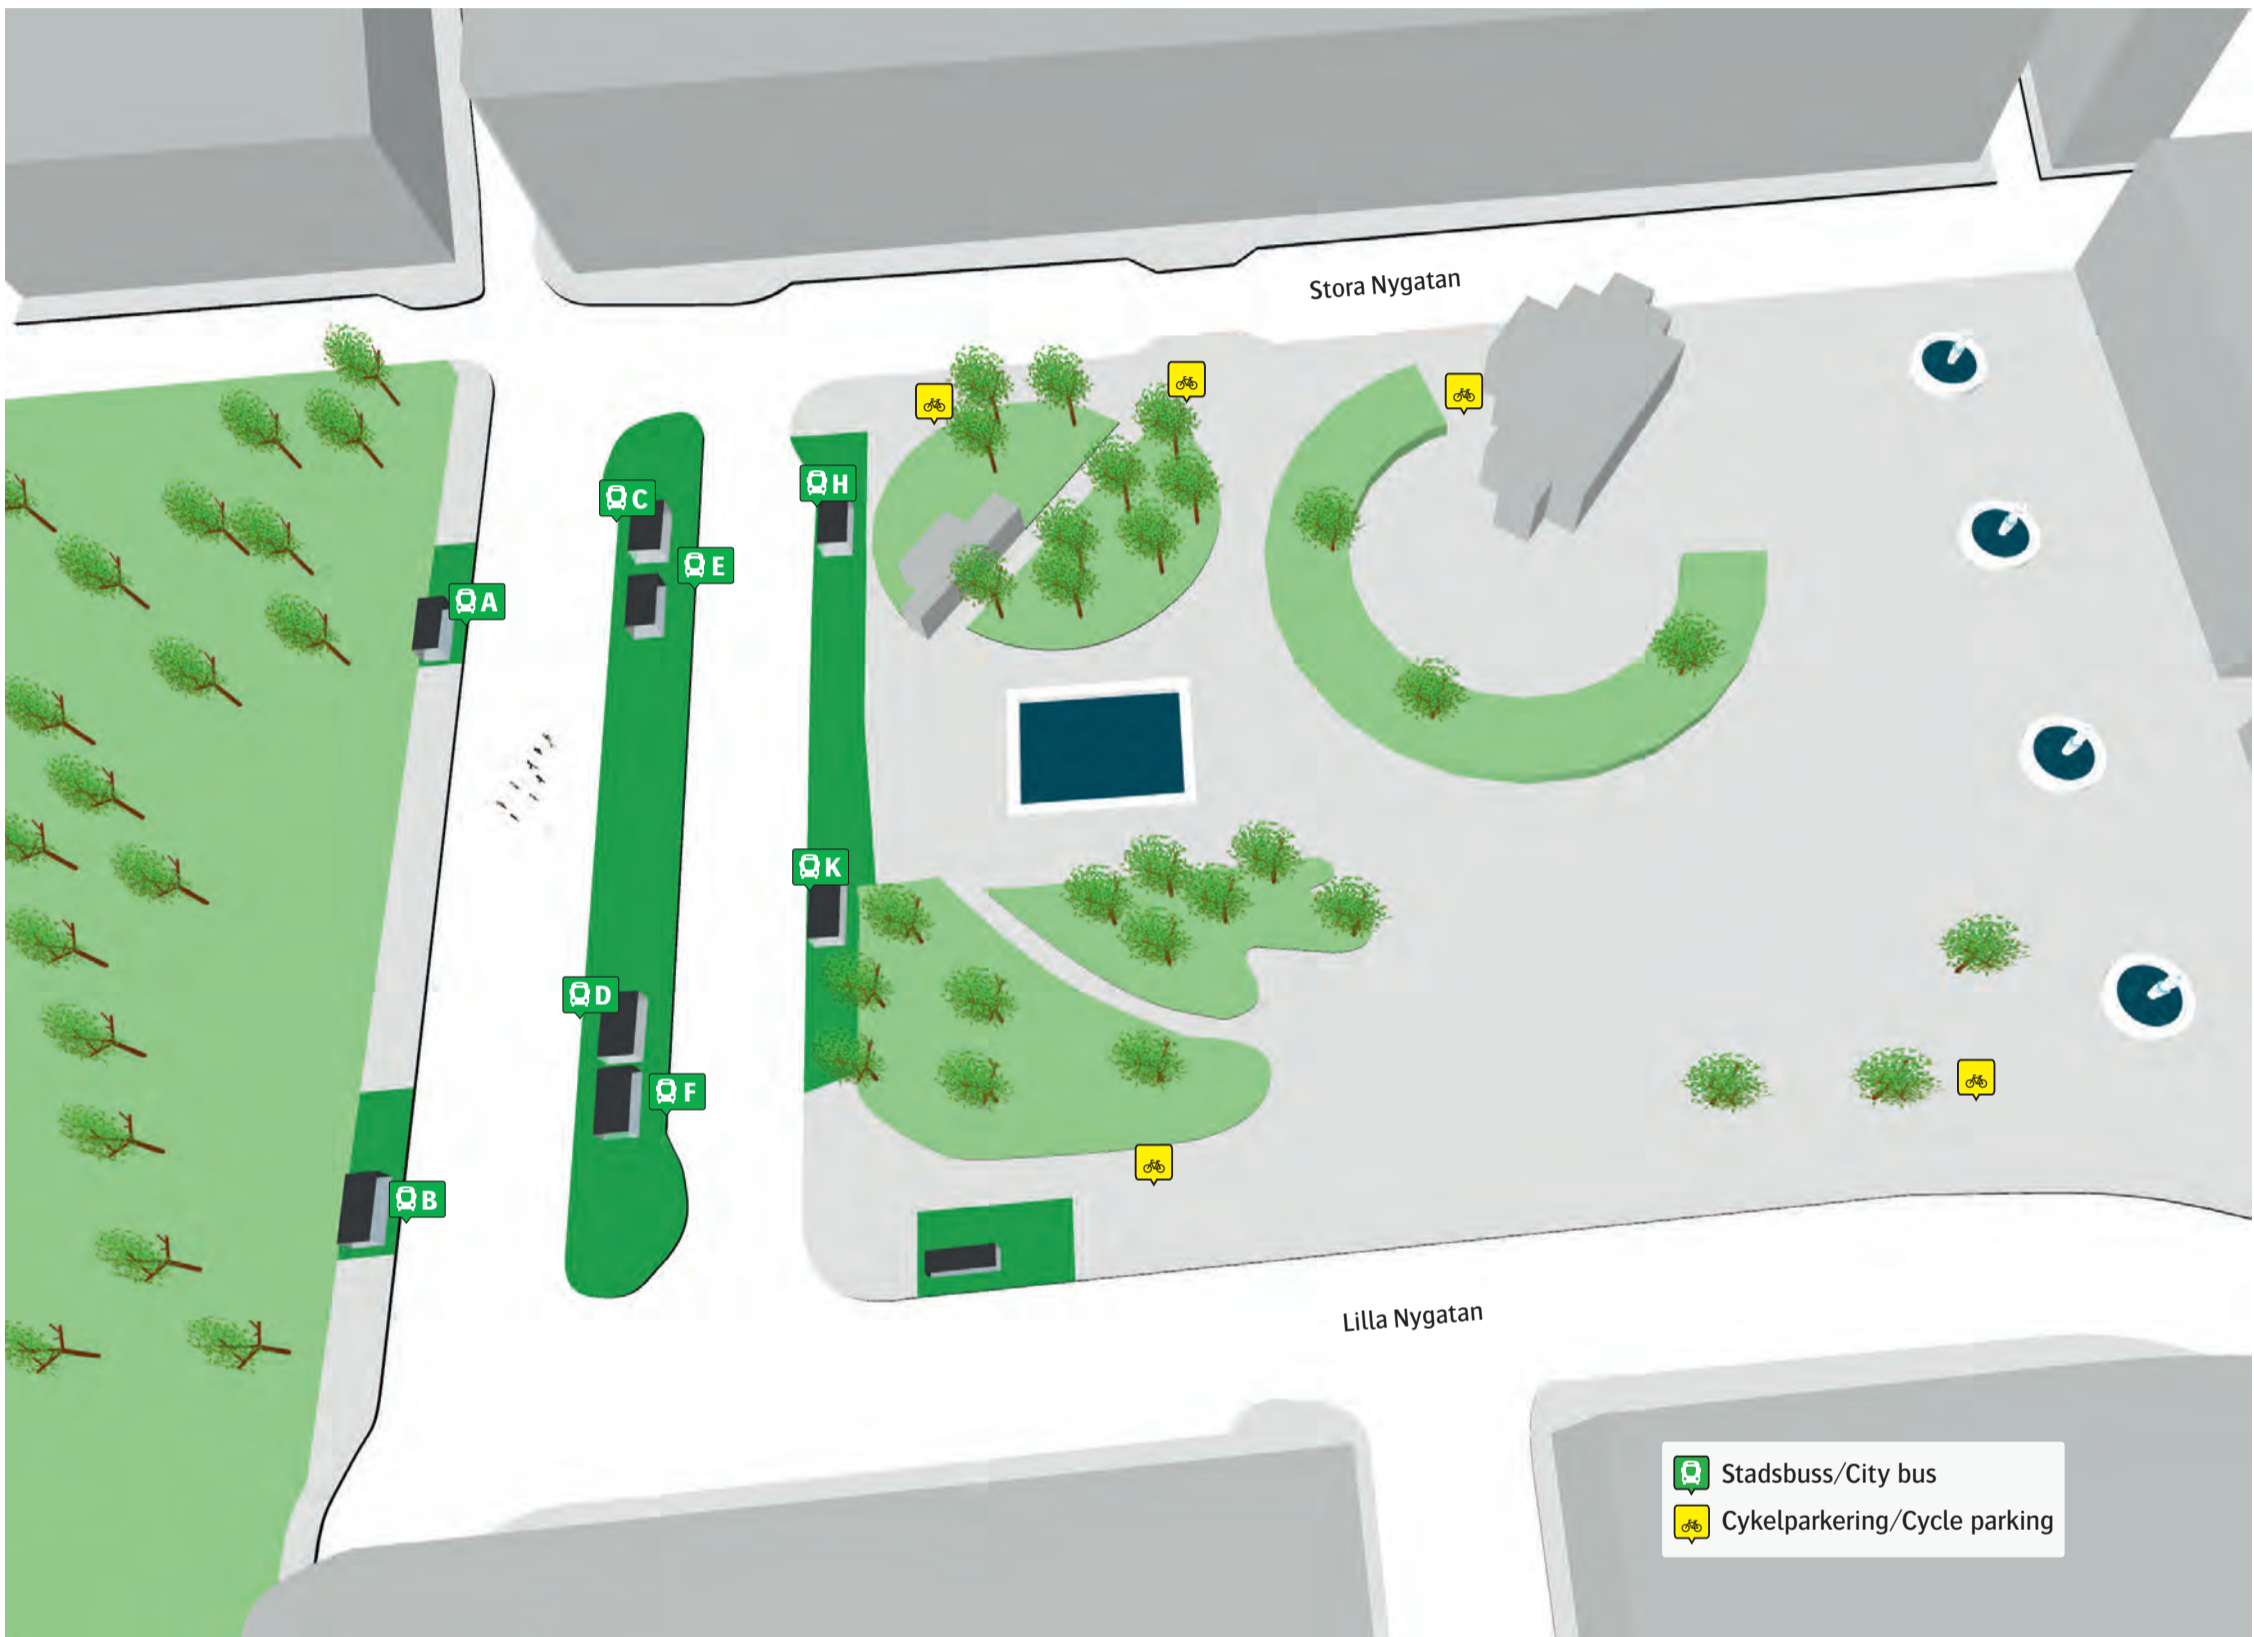 Stora Nygatan
H
C
E
A
K
D
F
B
Lilla Nygatan
Stadsbuss/City bus
Cykelparkering/Cycle parking